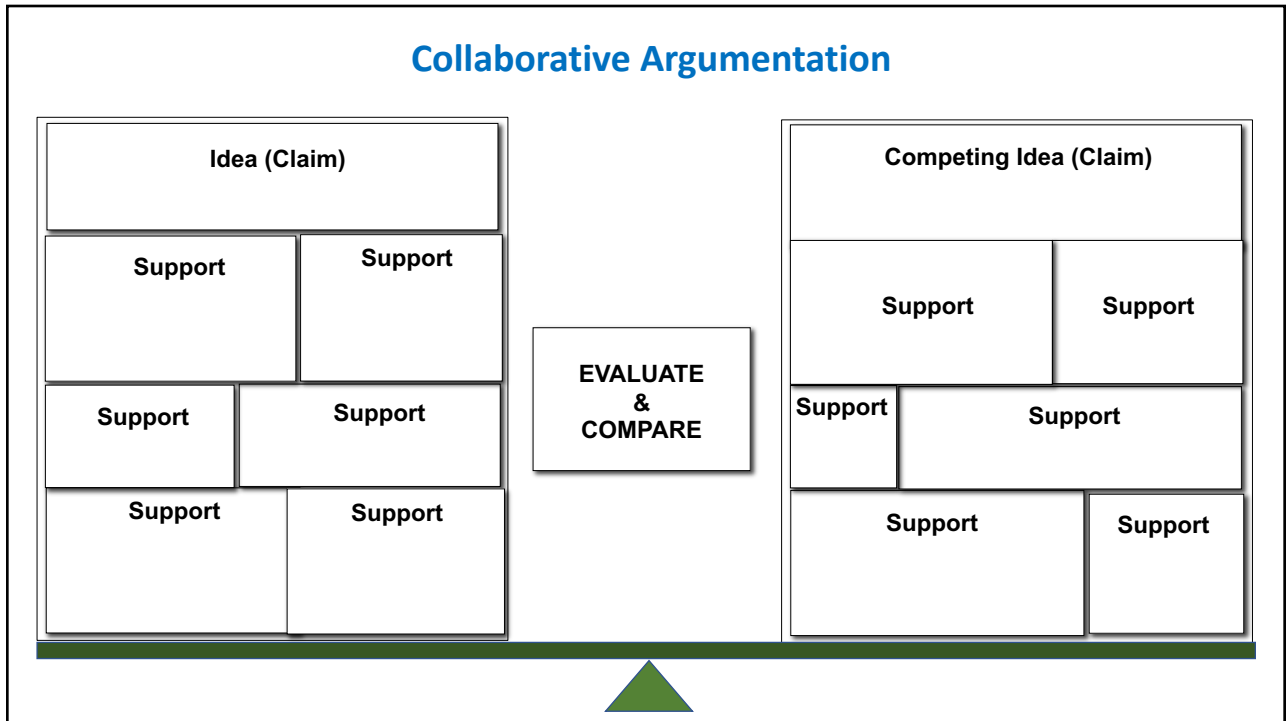 Collaborative Argumentation
Idea (Claim)
Support
Support
Support
Support
Support
Support
EVALUATE
&
COMPARE
Competing Idea (Claim)
Support
Support
Support
Support
Support
Support